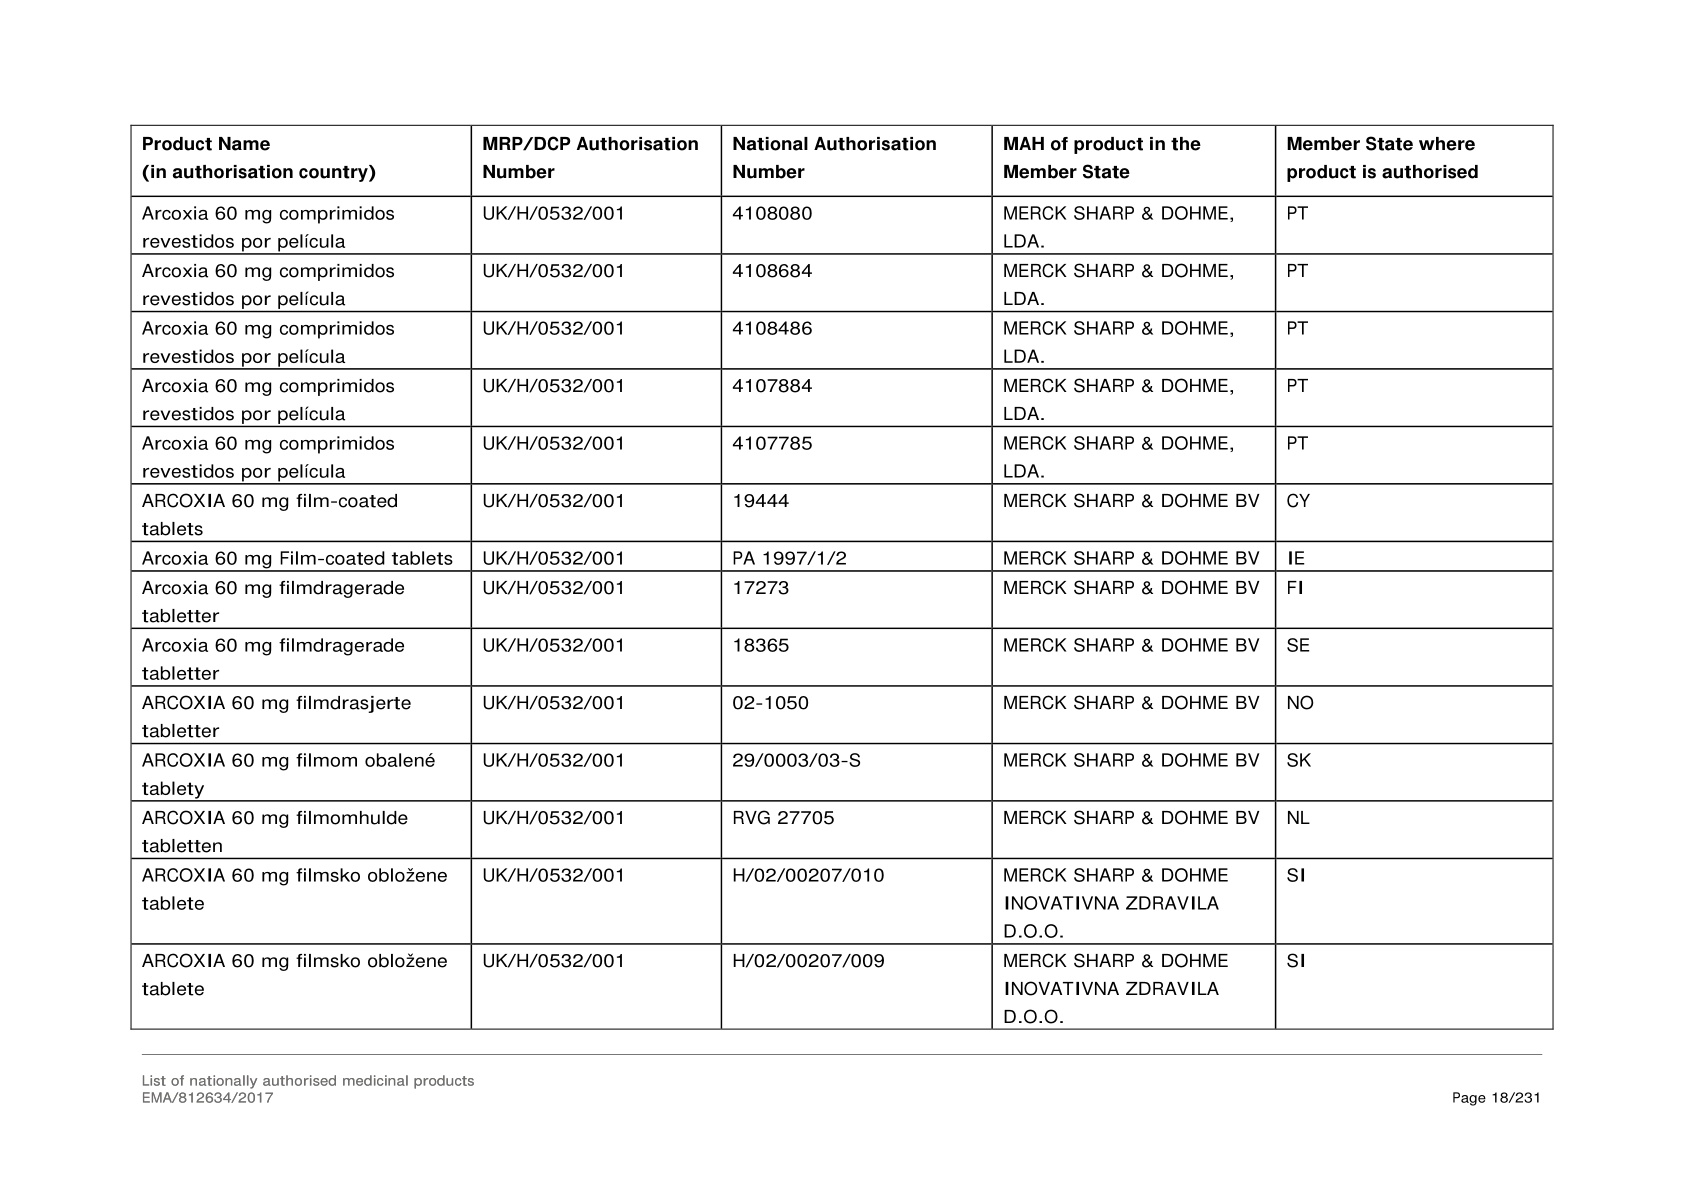 Product Name
(in authorisation country)
MRP/DCP Authorisation
Number
National Authorisation
Number
MAH of product in the
Member State
Member State where
product is authorised
Arcoxia 60 mg comprimidos
revestidos por película
UK/H/0532/001
4108080
MERCK SHARP & DOHME,
LDA.
PT
Arcoxia 60 mg comprimidos
revestidos por película
UK/H/0532/001
4108684
MERCK SHARP & DOHME,
LDA.
PT
Arcoxia 60 mg comprimidos
revestidos por película
UK/H/0532/001
4108486
MERCK SHARP & DOHME,
LDA.
PT
Arcoxia 60 mg comprimidos
revestidos por película
UK/H/0532/001
4107884
MERCK SHARP & DOHME,
LDA.
PT
Arcoxia 60 mg comprimidos
revestidos por película
UK/H/0532/001
4107785
MERCK SHARP & DOHME,
LDA.
PT
ARCOXIA 60 mg film-coated
tablets
UK/H/0532/001
19444
MERCK SHARP & DOHME BV
CY
Arcoxia 60 mg Film-coated tablets
UK/H/0532/001
PA 1997/1/2
MERCK SHARP & DOHME BV
IE
Arcoxia 60 mg filmdragerade
tabletter
UK/H/0532/001
17273
MERCK SHARP & DOHME BV
FI
Arcoxia 60 mg filmdragerade
tabletter
UK/H/0532/001
18365
MERCK SHARP & DOHME BV
SE
ARCOXIA 60 mg filmdrasjerte
tabletter
UK/H/0532/001
02-1050
MERCK SHARP & DOHME BV
NO
ARCOXIA 60 mg filmom obalené
tablety
UK/H/0532/001
29/0003/03-S
MERCK SHARP & DOHME BV
SK
ARCOXIA 60 mg filmomhulde
tabletten
UK/H/0532/001
RVG 27705
MERCK SHARP & DOHME BV
NL
ARCOXIA 60 mg filmsko obložene
tablete
UK/H/0532/001
H/02/00207/010
MERCK SHARP & DOHME
INOVATIVNA ZDRAVILA
D.O.O.
SI
ARCOXIA 60 mg filmsko obložene
tablete
UK/H/0532/001
H/02/00207/009
MERCK SHARP & DOHME
INOVATIVNA ZDRAVILA
D.O.O.
SI
List of nationally authorised medicinal products
EMA/812634/2017
Page 18/231